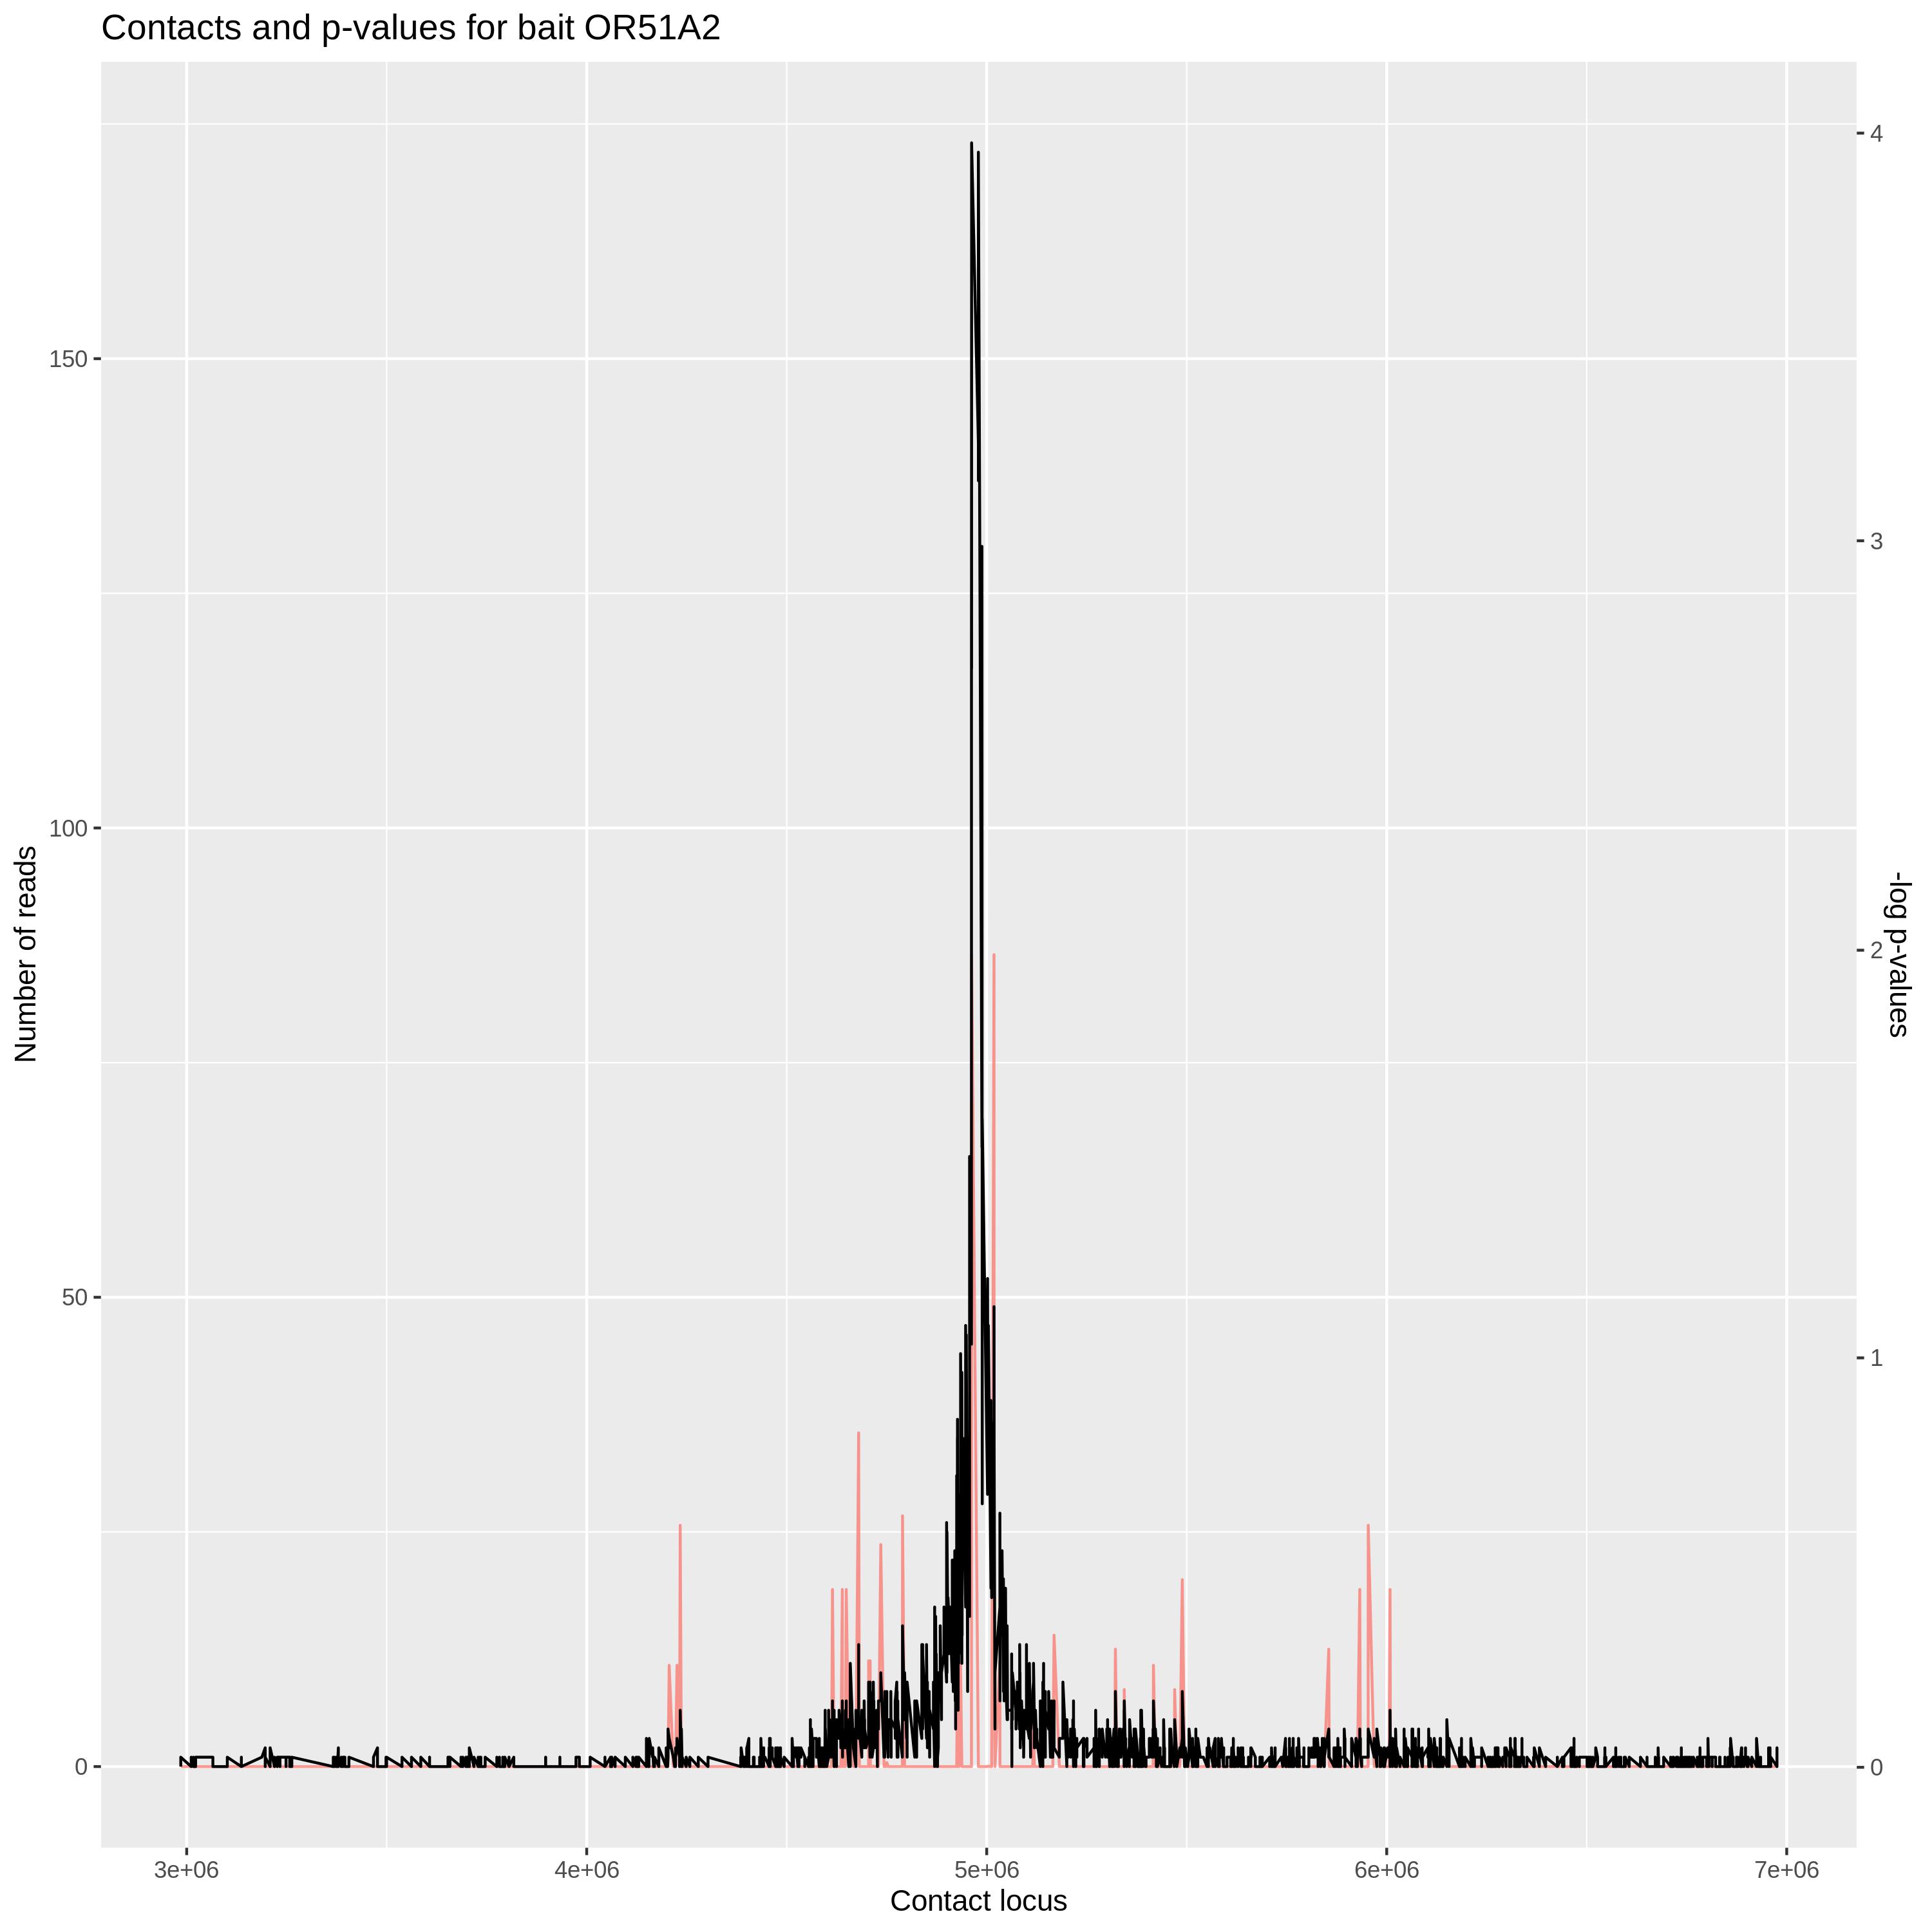 Contacts and p-values for bait OR51A2
Number of reads
150
100
50
0
4
3
2
1
0
-log p-values
3e+06
4e+06
5e+06
6e+06
7e+06
Contact locus